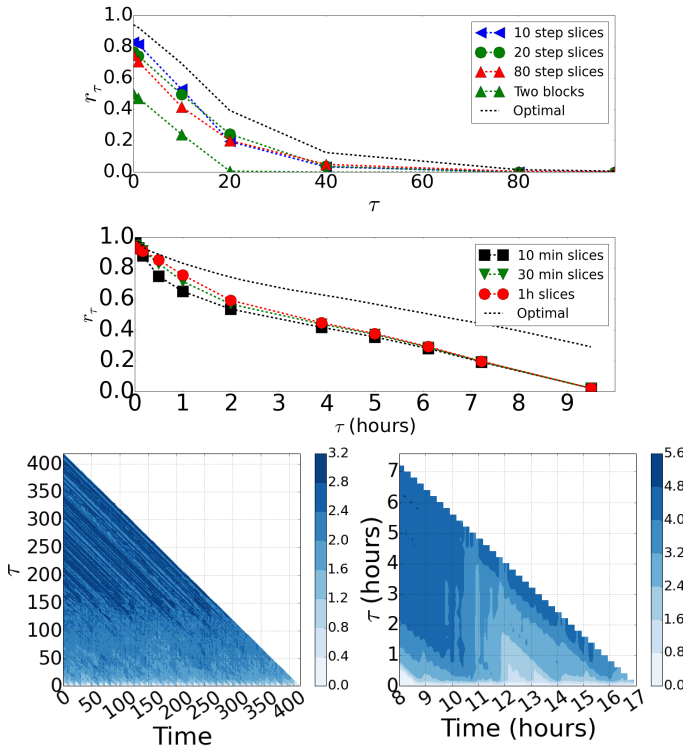 1.0
0.8
0.6
0.4
0.2
0.0
r_τ
0 20 40 60 80
τ
10 step slices
20 step slices
80 step slices
Two blocks
Optimal
1.0
0.8
0.6
0.4
0.2
0.0
r_τ
0 1 2 3 4 5 6 7 8 9
τ (hours)
10 min slices
30 min slices
1h slices
Optimal
400
350
300
250
200
150
100
50
0
τ
0 50 100 150 200 250 300 350 400
Time
3.2
2.8
2.4
2.0
1.6
1.2
0.8
0.4
0.0
7
6
5
4
3
2
1
0
τ (hours)
8 9 10 11 12 13 14 15 16 17
Time (hours)
5.6
4.8
4.0
3.2
2.4
1.6
0.8
0.0